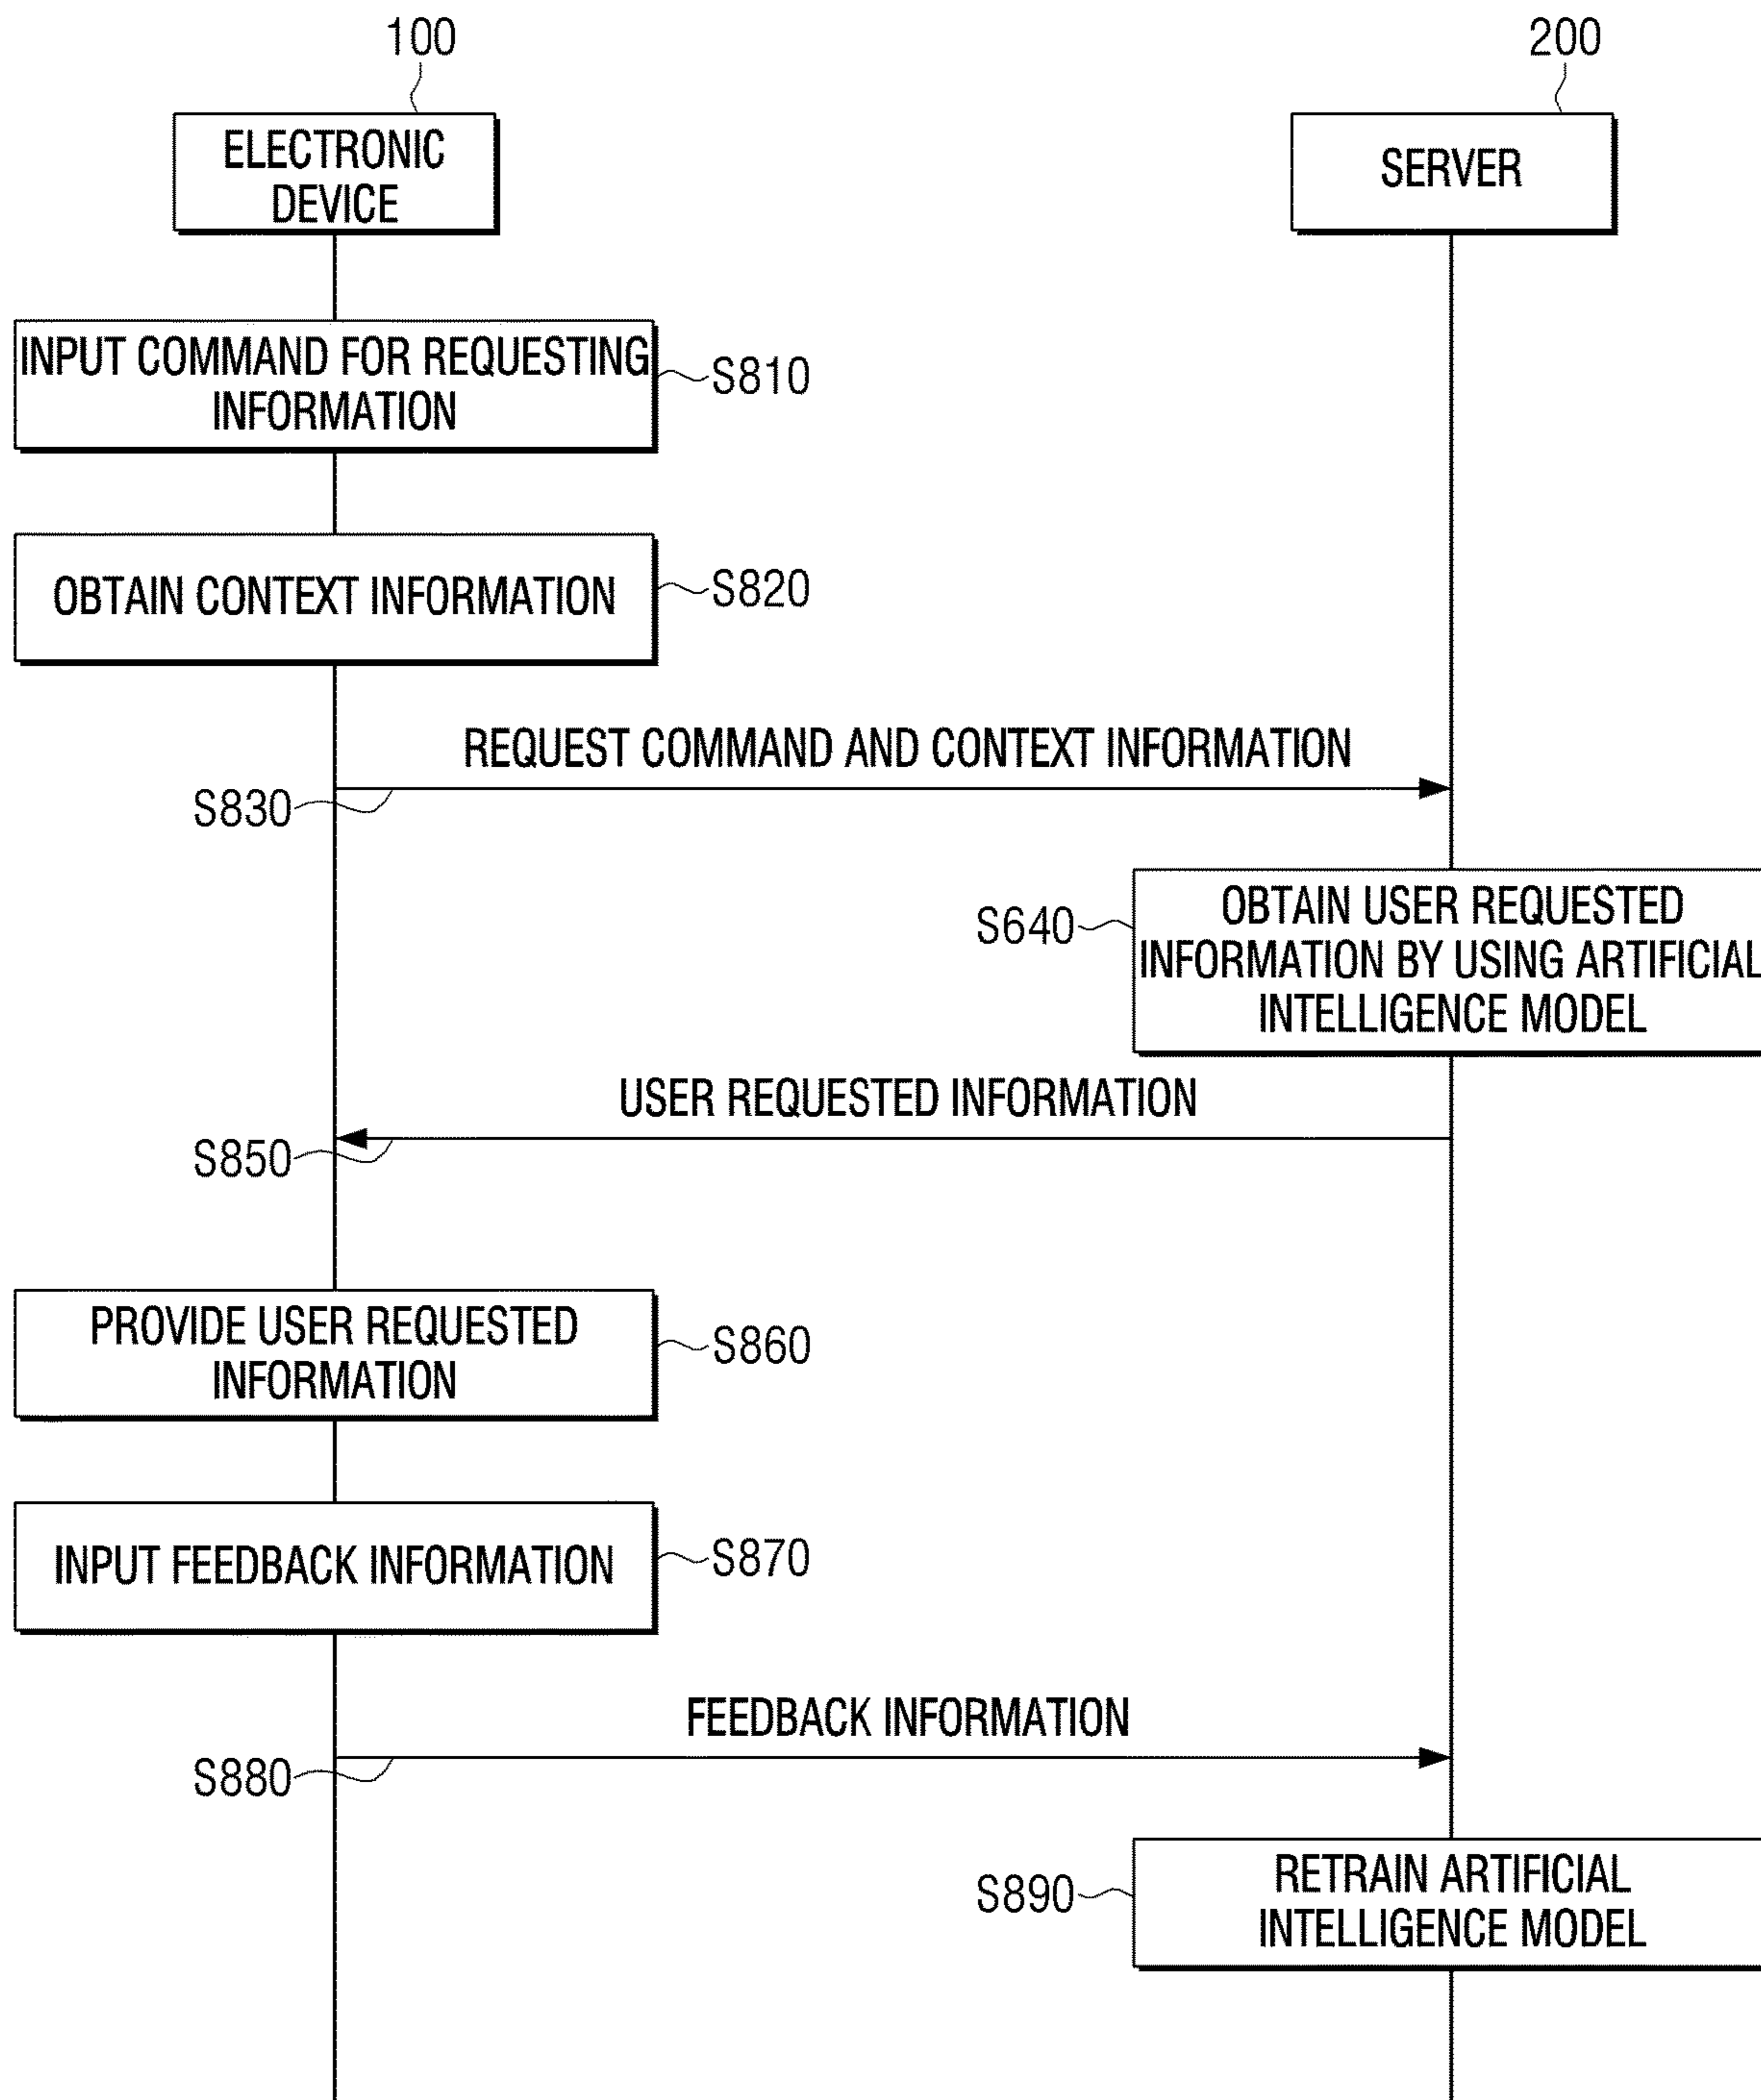 100
200
ELECTRONIC
DEVICE
SERVER
INPUT COMMAND FOR REQUESTING
INFORMATION
S810
OBTAIN CONTEXT INFORMATION
S820
REQUEST COMMAND AND CONTEXT INFORMATION
S830
S640
OBTAIN USER REQUESTED
INFORMATION BY USING ARTIFICIAL
INTELLIGENCE MODEL
USER REQUESTED INFORMATION
S850
PROVIDE USER REQUESTED
INFORMATION
S860
INPUT FEEDBACK INFORMATION
S870
FEEDBACK INFORMATION
S880
S890
RETRAIN ARTIFICIAL
INTELLIGENCE MODEL